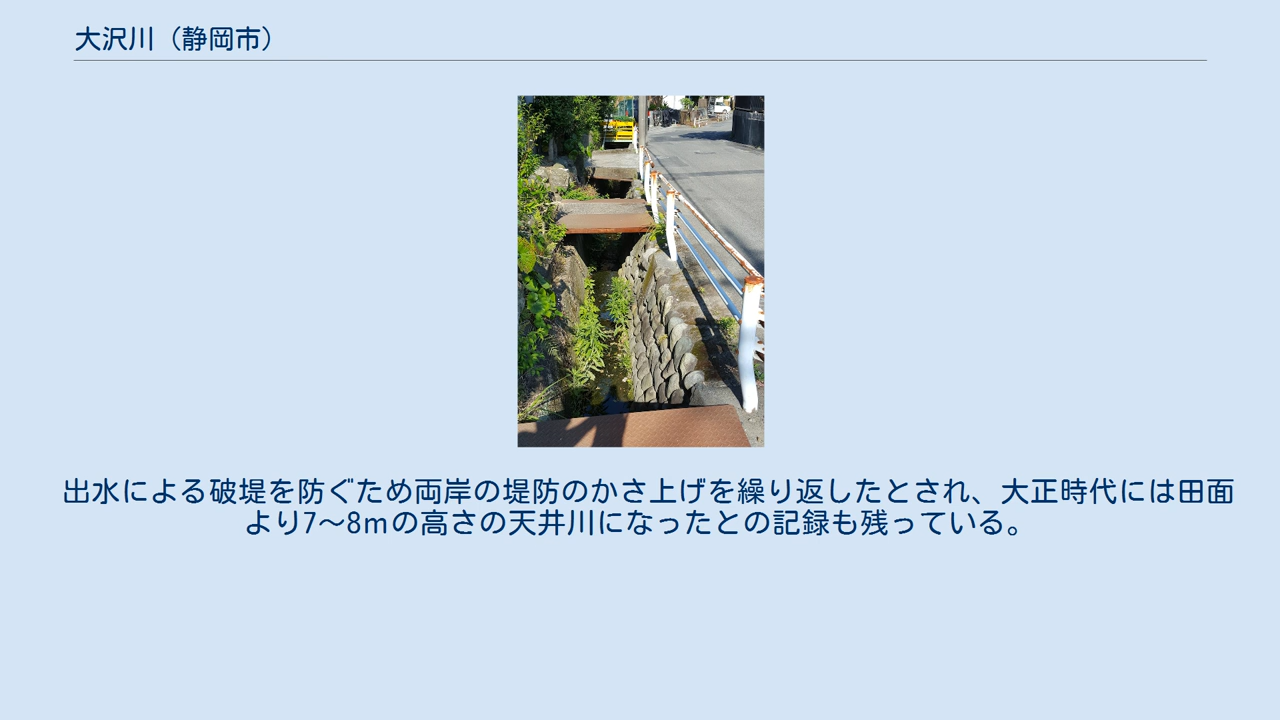 大沢川（静岡市）
出水による破堤を防ぐため両岸の堤防のかさ上げを繰り返したとされ、大正時代には田面
より7〜8mの高さの天井川になったとの記録も残っている。